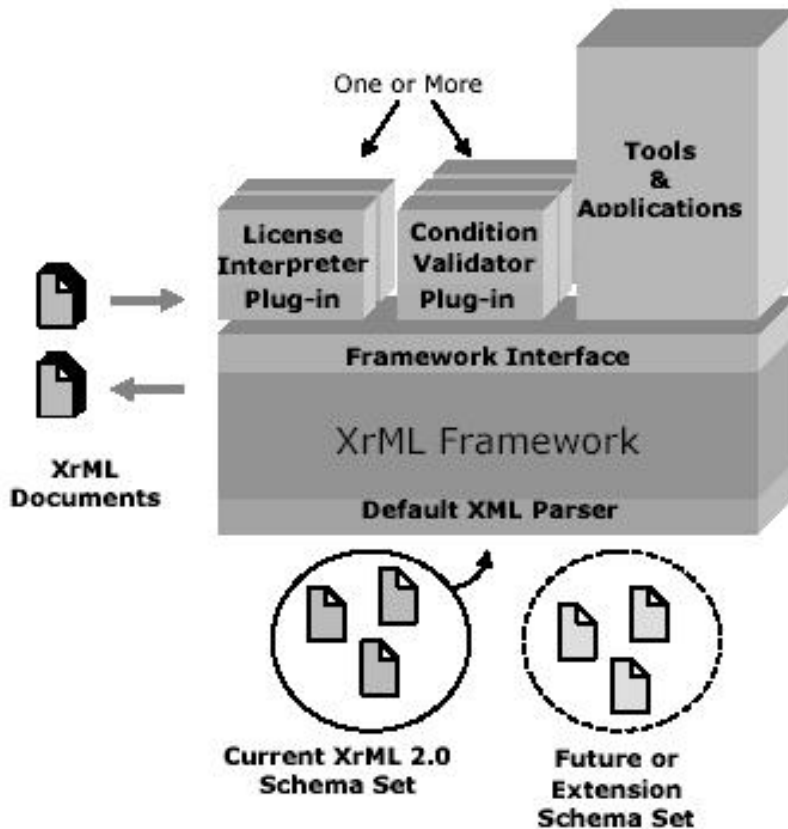 One or More
Tools
&
Applications
License
Interpreter
Plug-in
Condition
Validator
Plug-in
Framework Interface
XrML Framework
Default XML Parser
XrML
Documents
Current XrML 2.0
Schema Set
Future or
Extension
Schema Set